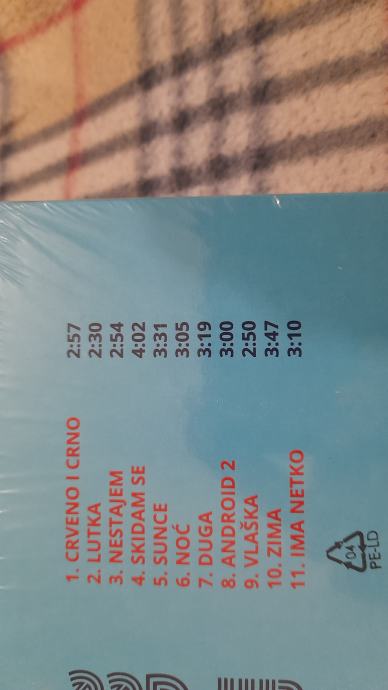 1. CRVENO I CRNO 2:57
2. LUTKA 2:30
3. NESTAJEM 2:54
4. SKIDAM SE 4:02
5. SUNCE 3:31
6. NOĆ 3:05
7. DUGA 3:19
8. ANDROID 2 3:00
9. VLAŠKA 2:50
10. ZIMA 3:47
11. IMA NETKO 3:10
04
PE-LD